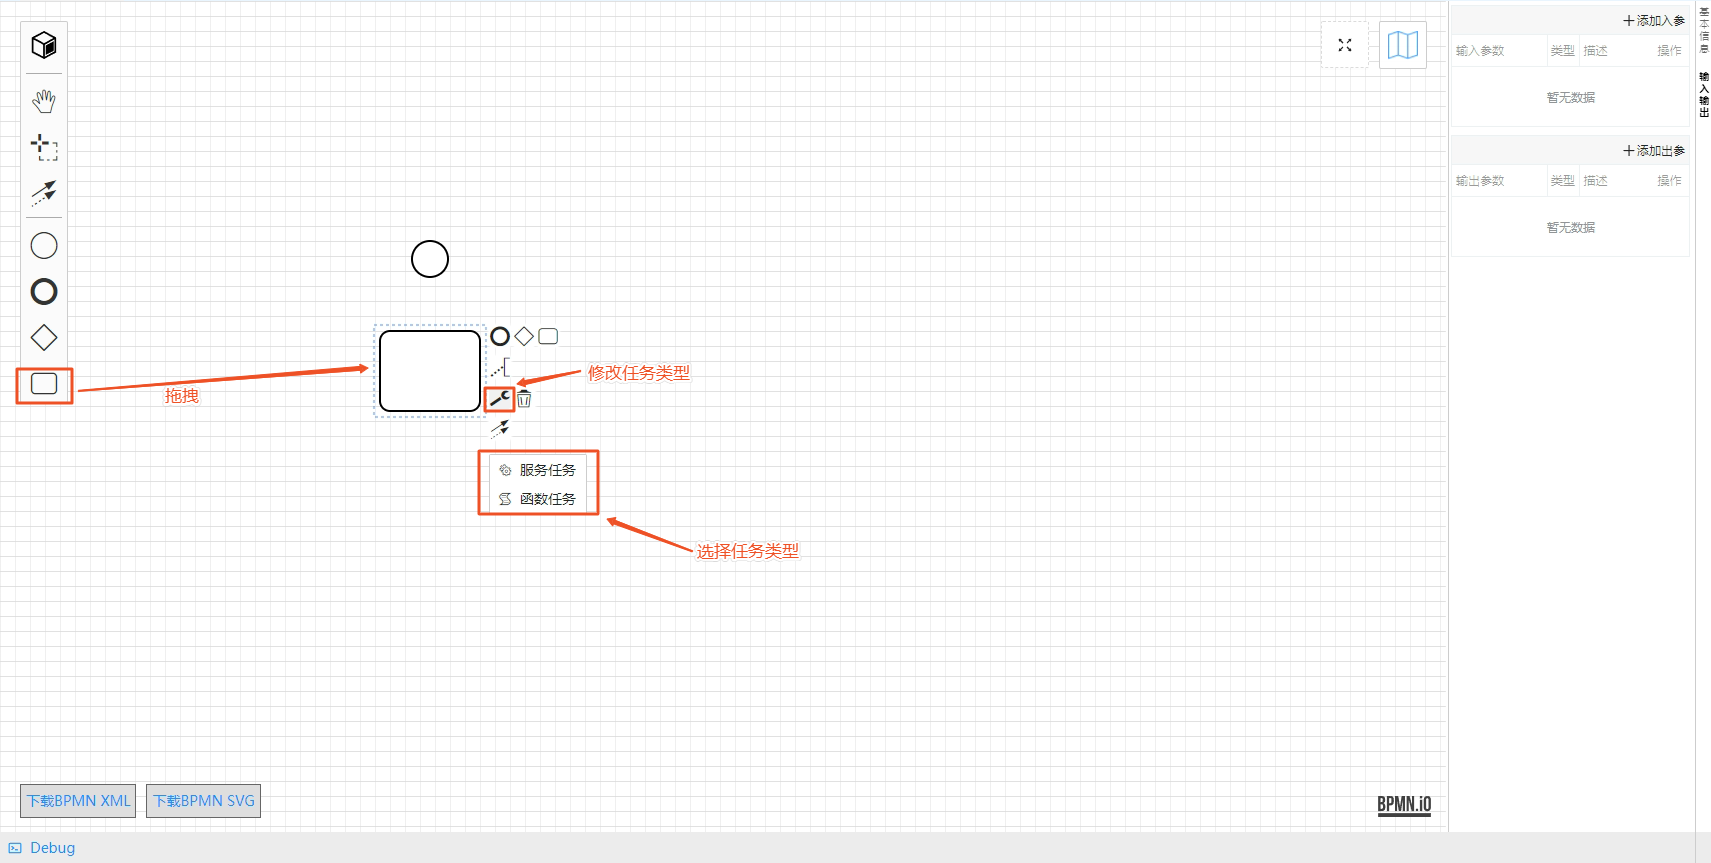 添加入参
输入参数 类型 描述 操作
暂无数据
添加出参
输出参数 类型 描述 操作
暂无数据
基本信息
输入输出
拖拽
修改任务类型
服务任务
函数任务
选择任务类型
下载BPMN XML
下载BPMN SVG
BPMN.iO
Debug